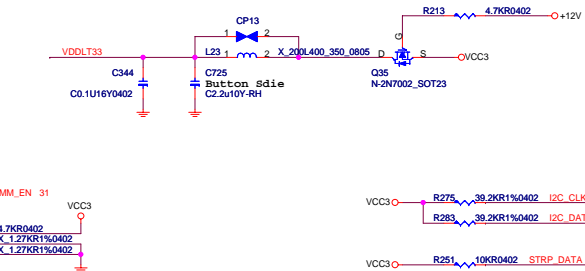 R213 4.7KR0402 +12V
CP13
1 2
G
VDDLT33 L23 1 2 X_200L400_350_0805 D S VCC3
C344 C725 Q35
Button Sdie N-2N7002_SOT23
C0.1U16Y0402 C2.2u10Y-RH
MM_EN 31
VCC3
4.7KR0402
X_1.27KR1%0402
X_1.27KR1%0402
VCC3 R275 39.2KR1%0402 I2C_CLK
R283 39.2KR1%0402 I2C_DAT
VCC3 R251 10KR0402 STRP_DATA